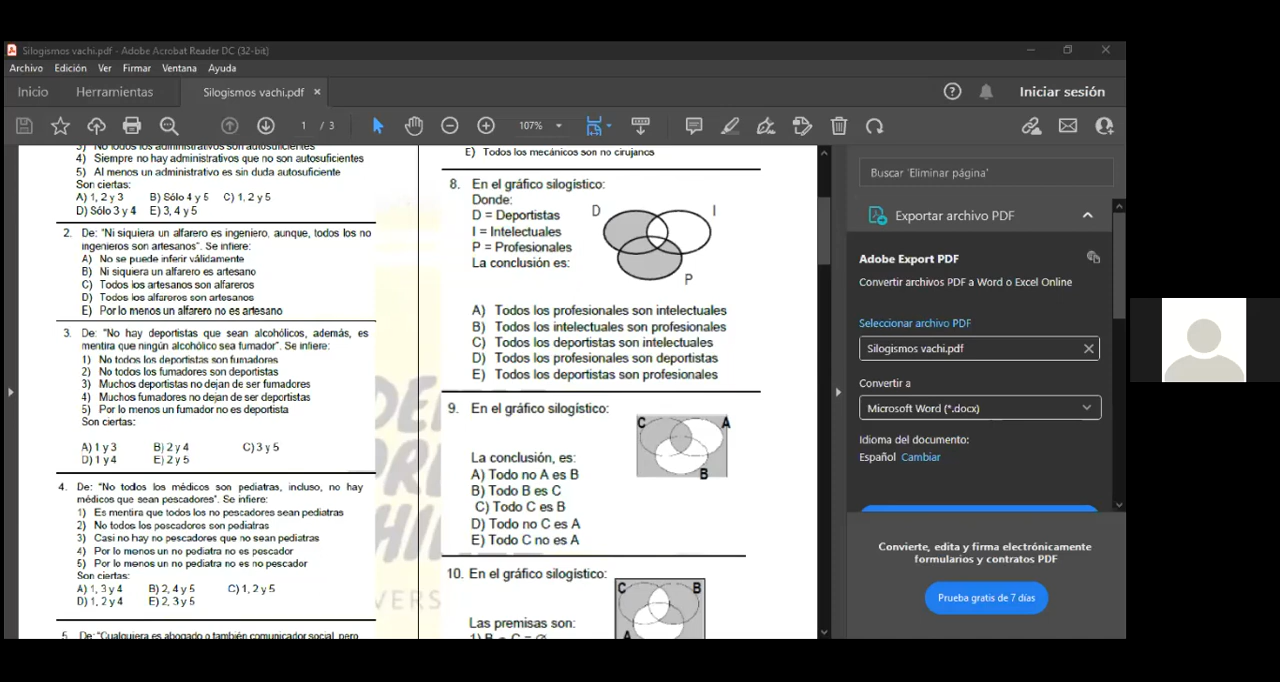 Silogismos vachi.pdf - Adobe Acrobat Reader DC (32-bit)
Archivo Edición Ver Firmar Ventana Ayuda
Inicio Herramientas Silogismos vachi.pdf × Iniciar sesión
1 / 3 107%
3) No todos los administrativos son autosuficientes
4) Siempre no hay administrativos que no son autosuficientes
5) Al menos un administrativo es sin duda autosuficiente
Son ciertas:
A) 1, 2 y 3 B) Sólo 4 y 5 C) 1, 2 y 5
D) Sólo 3 y 4 E) 3, 4 y 5
2. De: "Ni siquiera un alfarero es ingeniero, aunque, todos los no
ingenieros son artesanos". Se infiere:
A) No se puede inferir válidamente
B) Ni siquiera un alfarero es artesano
C) Todos los artesanos son alfareros
D) Todos los alfareros son artesanos
E) Por lo menos un alfarero no es artesano
3. De: "No hay deportistas que sean alcohólicos, además, es
mentira que ningún alcohólico sea fumador". Se infiere:
1) No todos los deportistas son fumadores
2) No todos los fumadores son deportistas
3) Muchos deportistas no dejan de ser fumadores
4) Muchos fumadores no dejan de ser deportistas
5) Por lo menos un fumador no es deportista
Son ciertas:
A) 1 y 3 B) 2 y 4 C) 3 y 5
D) 1 y 4 E) 2 y 5
4. De: "No todos los médicos son pediatras, incluso, no hay
médicos que sean pescadores". Se infiere:
1) Es mentira que todos los no pescadores sean pediatras
2) No todos los pescadores son pediatras
3) Casi no hay no pescadores que no sean pediatras
4) Por lo menos un no pediatra no es pescador
5) Por lo menos un no pediatra no es no pescador
Son ciertas:
A) 1, 3 y 4 B) 2, 4 y 5 C) 1, 2 y 5
D) 1, 2 y 4 E) 2, 3 y 5
5. De: "Cualquiera es abogado o también comunicador social, pero
E) Todos los mecánicos son no cirujanos
8. En el gráfico silogístico:
Donde:
D = Deportistas
I = Intelectuales
P = Profesionales
La conclusión es:
D I
P
A) Todos los profesionales son intelectuales
B) Todos los intelectuales son profesionales
C) Todos los deportistas son intelectuales
D) Todos los profesionales son deportistas
E) Todos los deportistas son profesionales
9. En el gráfico silogístico:
C A
B
La conclusión, es:
A) Todo no A es B
B) Todo B es C
C) Todo C es B
D) Todo no C es A
E) Todo C no es A
10. En el gráfico silogístico:
C B
A
Las premisas son:
Buscar 'Eliminar página'
Exportar archivo PDF
Adobe Export PDF
Convertir archivos PDF a Word o Excel Online
Seleccionar archivo PDF
Silogismos vachi.pdf
Convertir a
Microsoft Word (*.docx)
Idioma del documento:
Español Cambiar
Convierte, edita y firma electrónicamente
formularios y contratos PDF
Prueba gratis de 7 días